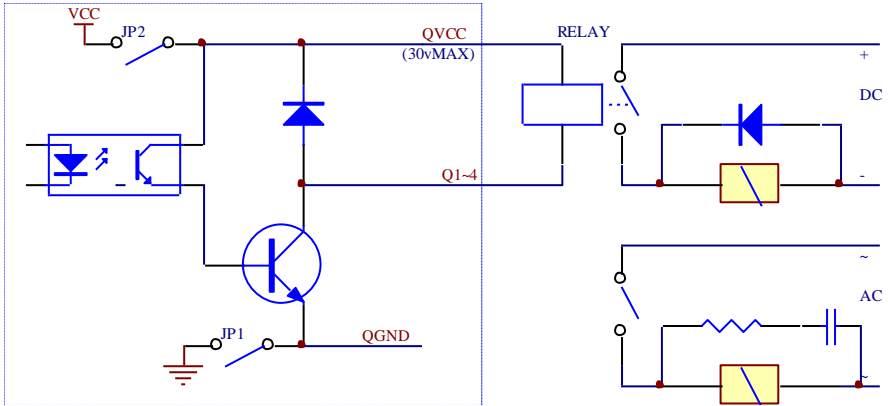 VCC
JP2
QVCC
(30vMAX)
RELAY
+
DC
Q1~4
-
~
AC
JP1
QGND
~